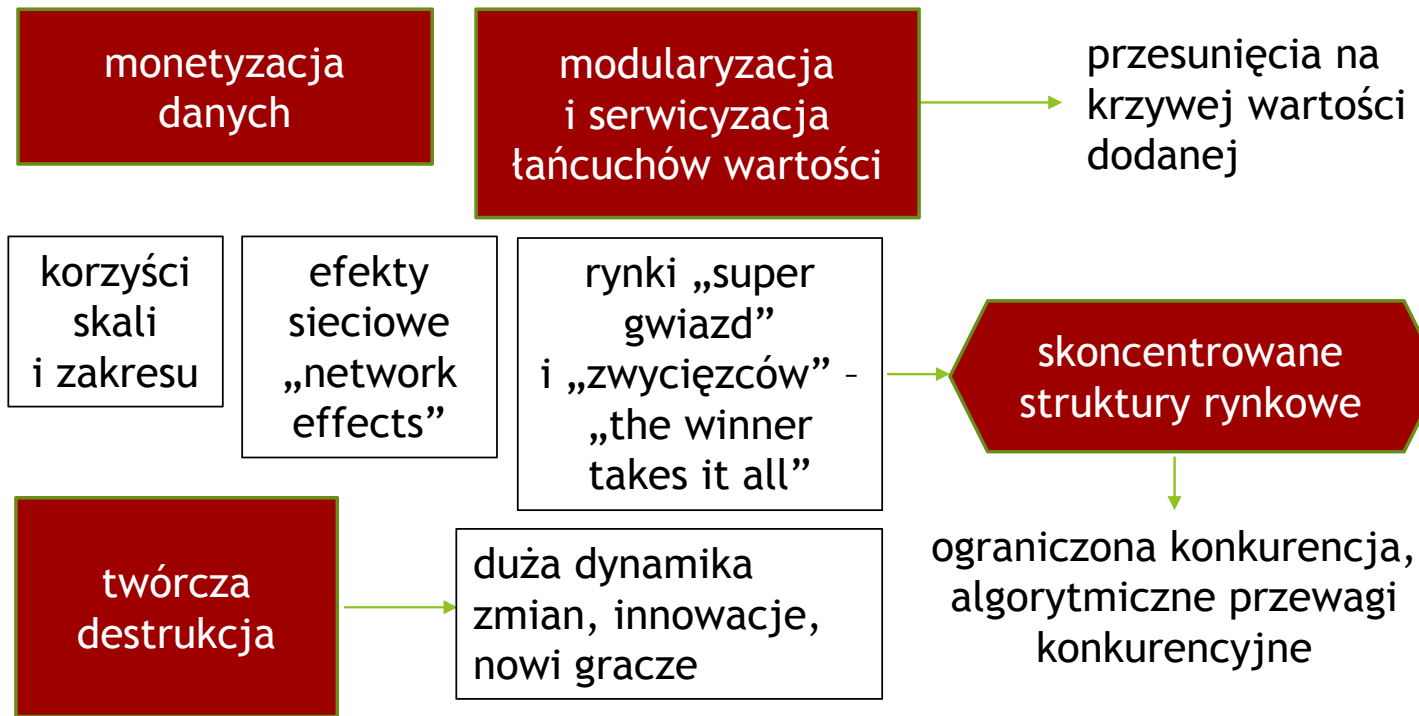 monetyzacja
danych
modularyzacja
i serwicyzacja
łańcuchów wartości
przesunięcia na
krzywej wartości
dodanej
korzyści
skali
i zakresu
efekty
sieciowe
„network
effects”
rynki „super
gwiazd”
i „zwycięzców” –
„the winner
takes it all”
skoncentrowane
struktury rynkowe
twórcza
destrukcja
duża dynamika
zmian, innowacje,
nowi gracze
ograniczona konkurencja,
algorytmiczne przewagi
konkurencyjne